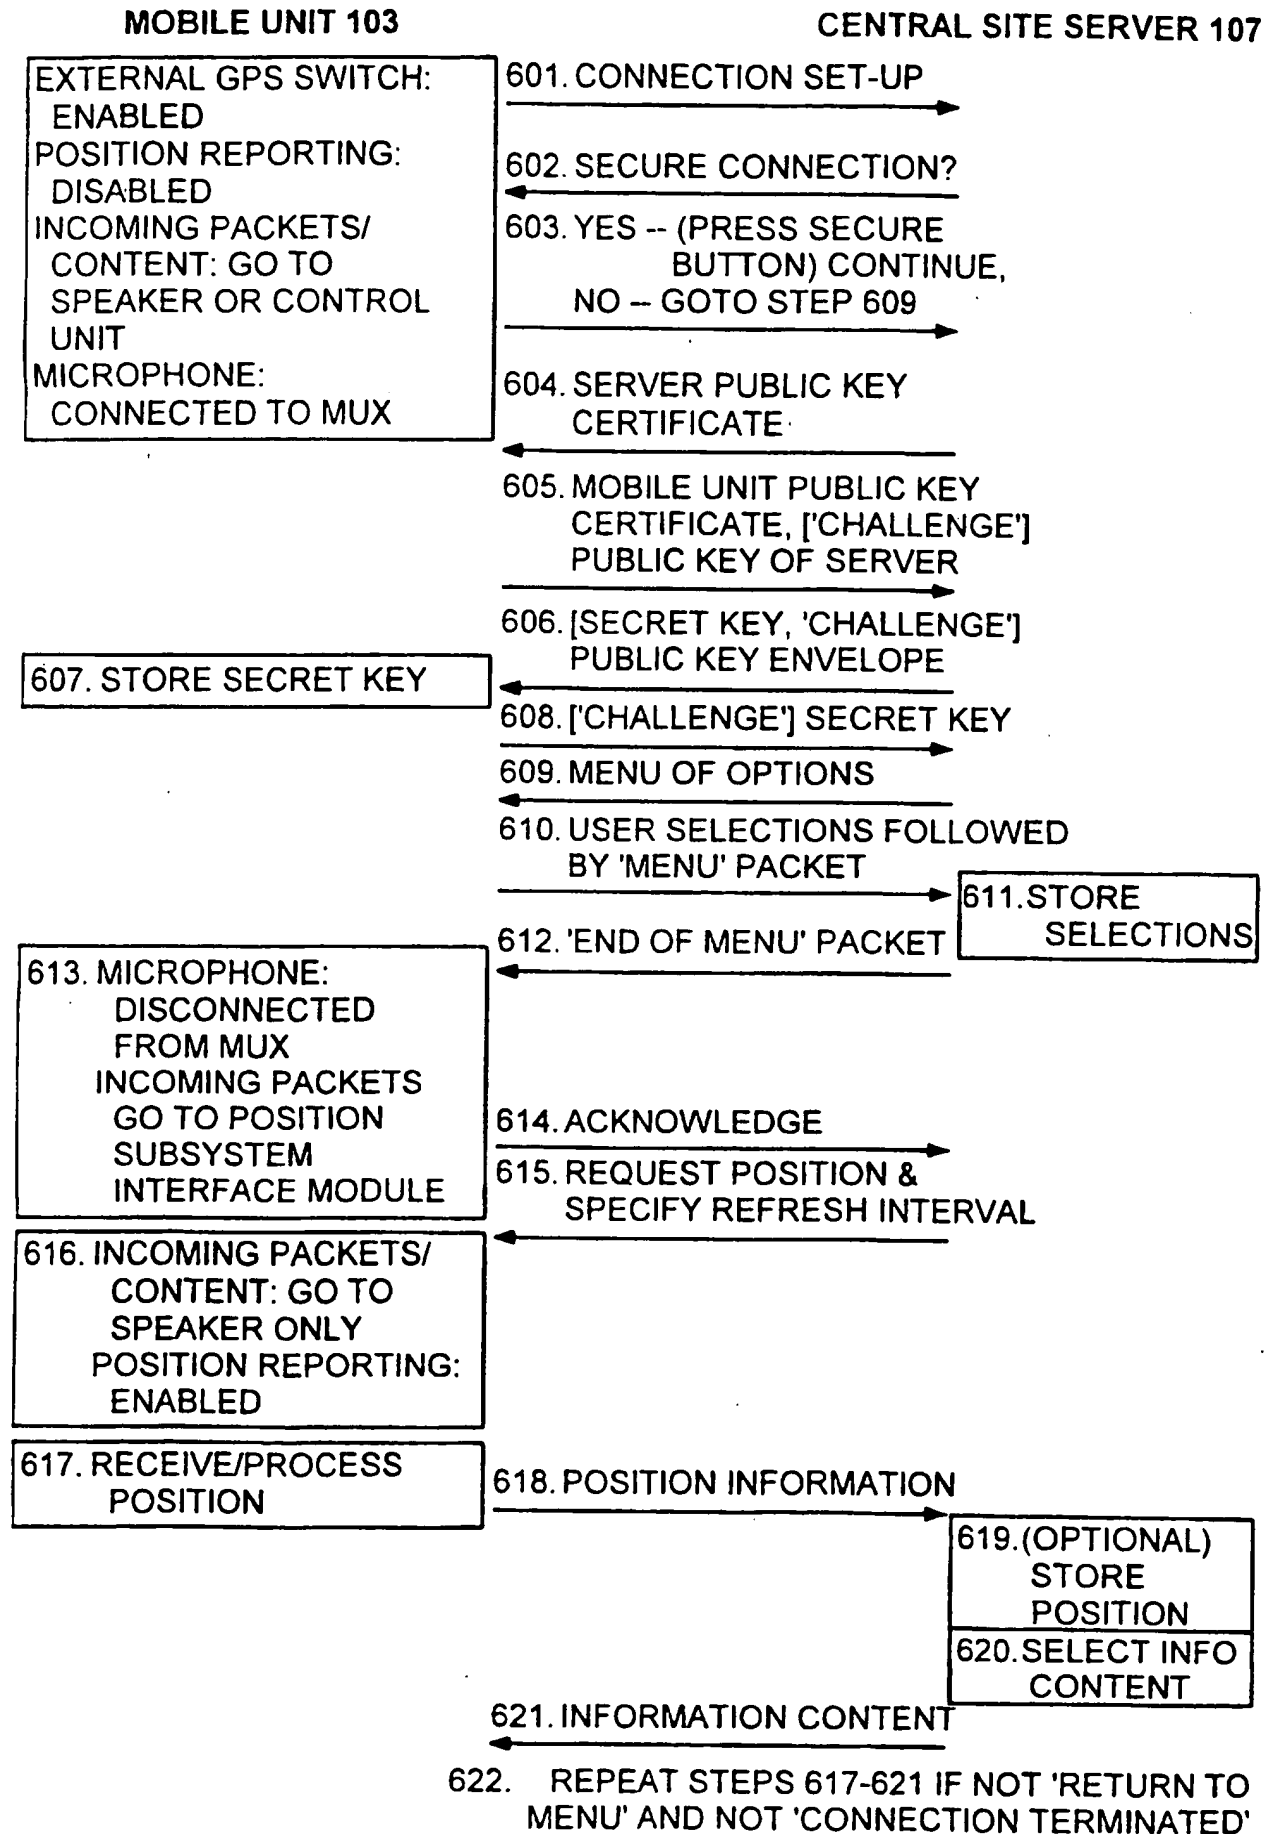 MOBILE UNIT 103
CENTRAL SITE SERVER 107
EXTERNAL GPS SWITCH:
ENABLED
POSITION REPORTING:
DISABLED
INCOMING PACKETS/
CONTENT: GO TO
SPEAKER OR CONTROL
UNIT
MICROPHONE:
CONNECTED TO MUX
601. CONNECTION SET-UP
602. SECURE CONNECTION?
603. YES -- (PRESS SECURE
BUTTON) CONTINUE,
NO -- GOTO STEP 609
604. SERVER PUBLIC KEY
CERTIFICATE
605. MOBILE UNIT PUBLIC KEY
CERTIFICATE, ['CHALLENGE']
PUBLIC KEY OF SERVER
606. [SECRET KEY, 'CHALLENGE']
PUBLIC KEY ENVELOPE
607. STORE SECRET KEY
608. ['CHALLENGE'] SECRET KEY
609. MENU OF OPTIONS
610. USER SELECTIONS FOLLOWED
BY 'MENU' PACKET
611. STORE
SELECTIONS
612. 'END OF MENU' PACKET
613. MICROPHONE:
DISCONNECTED
FROM MUX
INCOMING PACKETS
GO TO POSITION
SUBSYSTEM
INTERFACE MODULE
614. ACKNOWLEDGE
615. REQUEST POSITION &
SPECIFY REFRESH INTERVAL
616. INCOMING PACKETS/
CONTENT: GO TO
SPEAKER ONLY
POSITION REPORTING:
ENABLED
617. RECEIVE/PROCESS
POSITION
618. POSITION INFORMATION
619. (OPTIONAL)
STORE
POSITION
620. SELECT INFO
CONTENT
621. INFORMATION CONTENT
622. REPEAT STEPS 617-621 IF NOT 'RETURN TO
MENU' AND NOT 'CONNECTION TERMINATED'